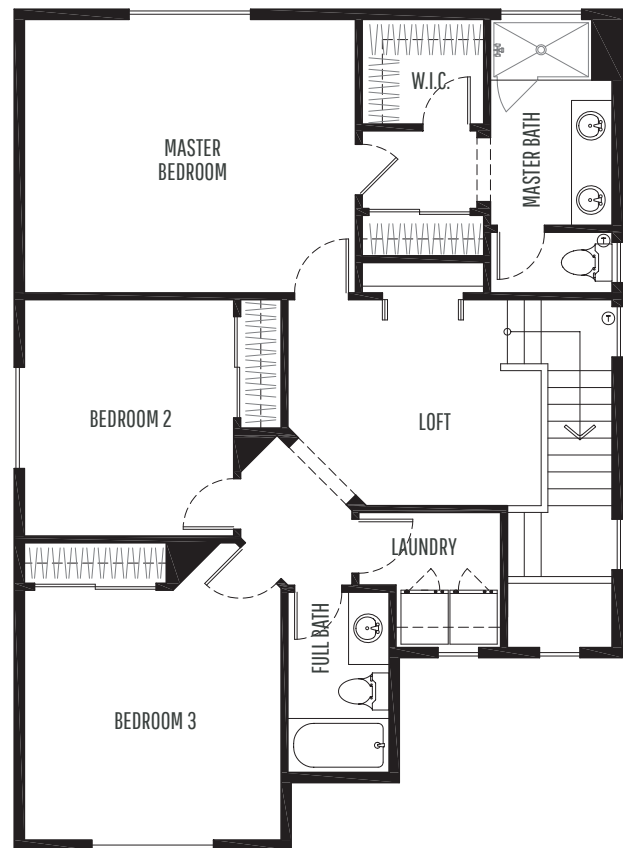 W.I.C.
MASTER
BEDROOM
MASTER BATH
T
T
BEDROOM 2
LOFT
LAUNDRY
FULL BATH
BEDROOM 3